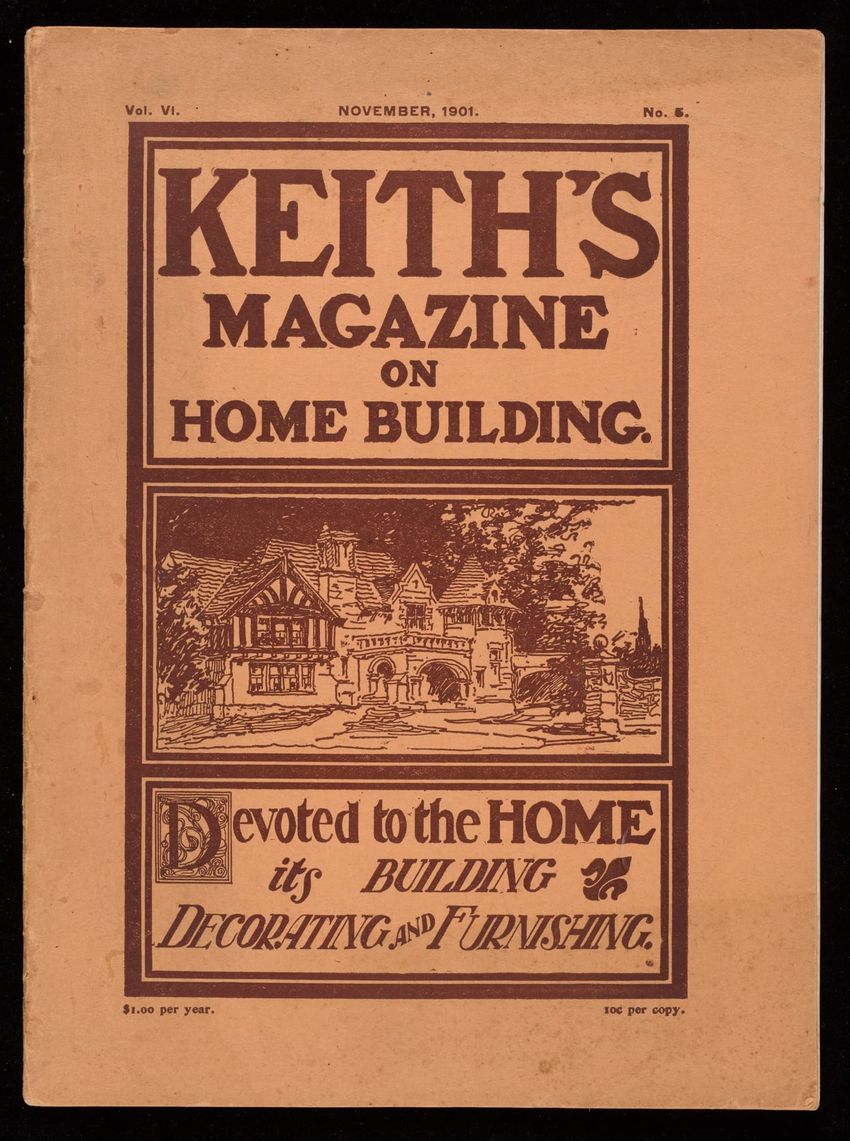 Vol. VI. NOVEMBER, 1901. No. 5.
KEITH'S
MAGAZINE
ON
HOME BUILDING.
Devoted to the HOME
its BUILDING
DECORATING AND FURNISHING.
$1.00 per year. 10c per copy.